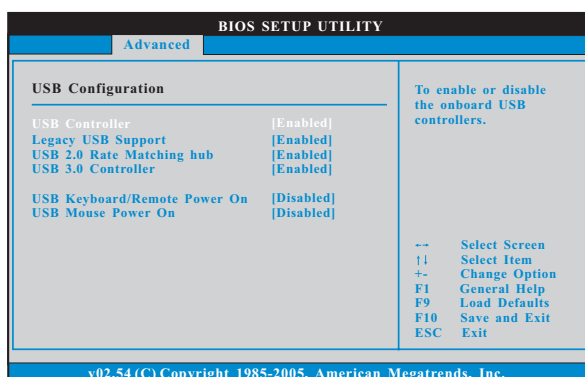 BIOS SETUP UTILITY
Advanced
USB Configuration
USB Controller [Enabled]
Legacy USB Support [Enabled]
USB 2.0 Rate Matching hub [Enabled]
USB 3.0 Controller [Enabled]
USB Keyboard/Remote Power On [Disabled]
USB Mouse Power On [Disabled]
To enable or disable
the onboard USB
controllers.
←→ Select Screen
↑↓ Select Item
+- Change Option
F1 General Help
F9 Load Defaults
F10 Save and Exit
ESC Exit
v02.54 (C) Copyright 1985-2005, American Megatrends, Inc.